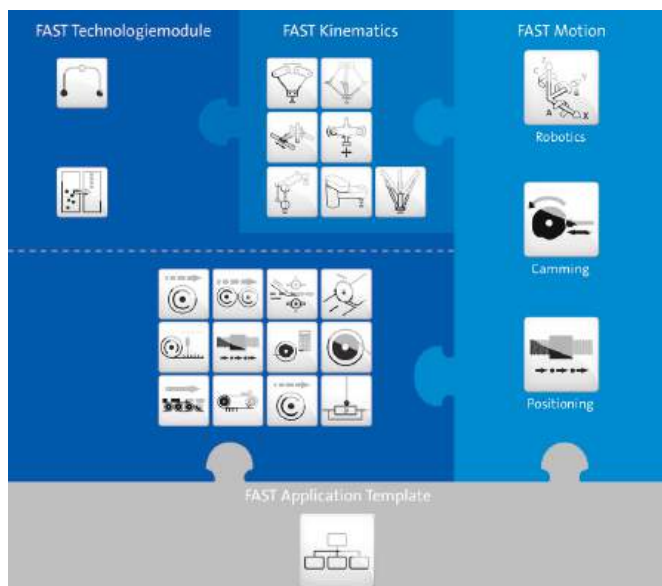 FAST Technologiemodule
FAST Kinematics
FAST Motion
Robotics
Camming
Positioning
FAST Application Template